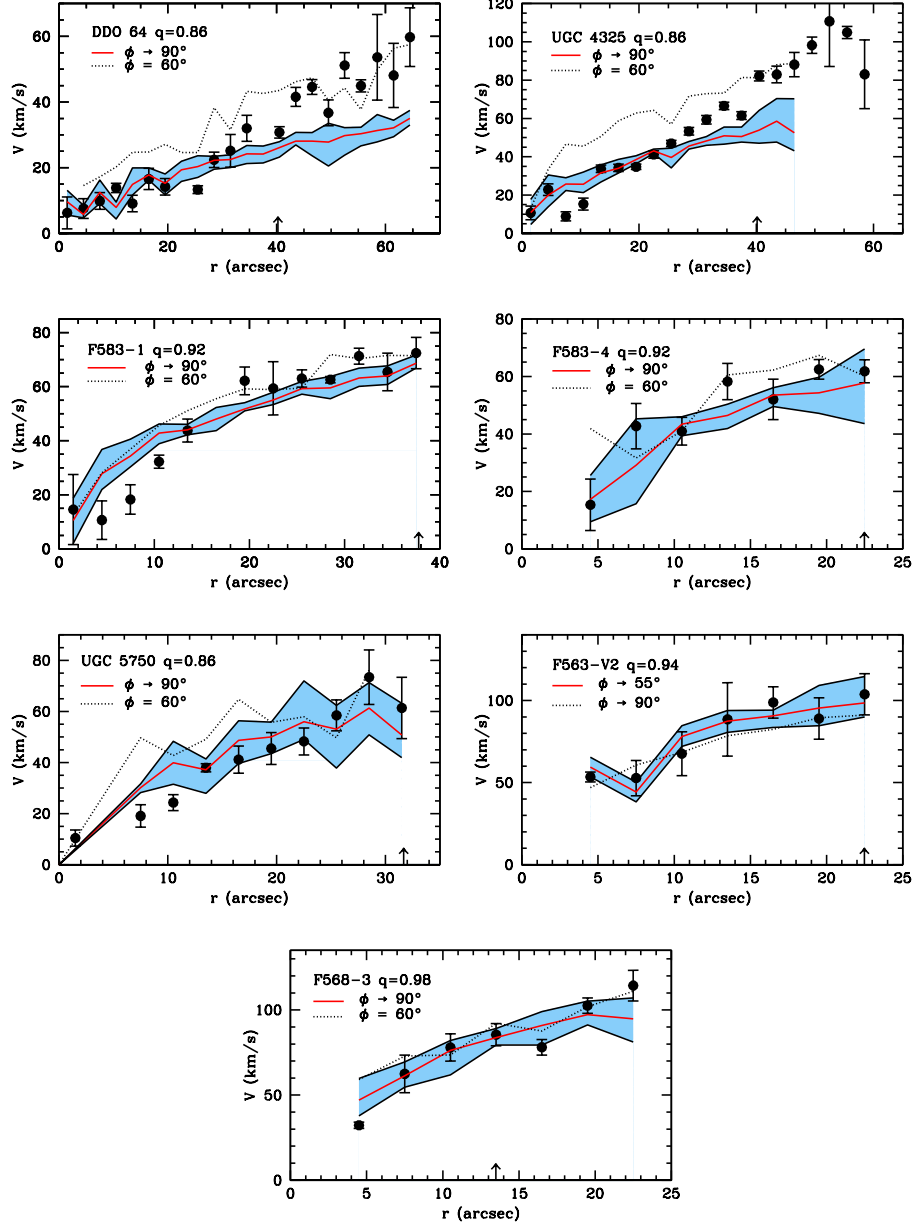 DDO 64 q=0.86
ϕ → 90°
ϕ = 60°
60
40
20
0
V (km/s)
0 20 40 60
r (arcsec)
UGC 4325 q=0.86
ϕ → 90°
ϕ = 60°
120
100
80
60
40
20
0
V (km/s)
0 20 40 60
r (arcsec)
F583-1 q=0.92
ϕ → 90°
ϕ = 60°
80
60
40
20
0
V (km/s)
0 10 20 30 40
r (arcsec)
F583-4 q=0.92
ϕ → 90°
ϕ = 60°
80
60
40
20
0
V (km/s)
0 5 10 15 20 25
r (arcsec)
UGC 5750 q=0.86
ϕ → 90°
ϕ = 60°
80
60
40
20
0
V (km/s)
0 10 20 30
r (arcsec)
F563-V2 q=0.94
ϕ → 55°
ϕ → 90°
100
50
0
V (km/s)
0 5 10 15 20 25
r (arcsec)
F568-3 q=0.98
ϕ → 90°
ϕ = 60°
100
50
0
V (km/s)
0 5 10 15 20 25
r (arcsec)